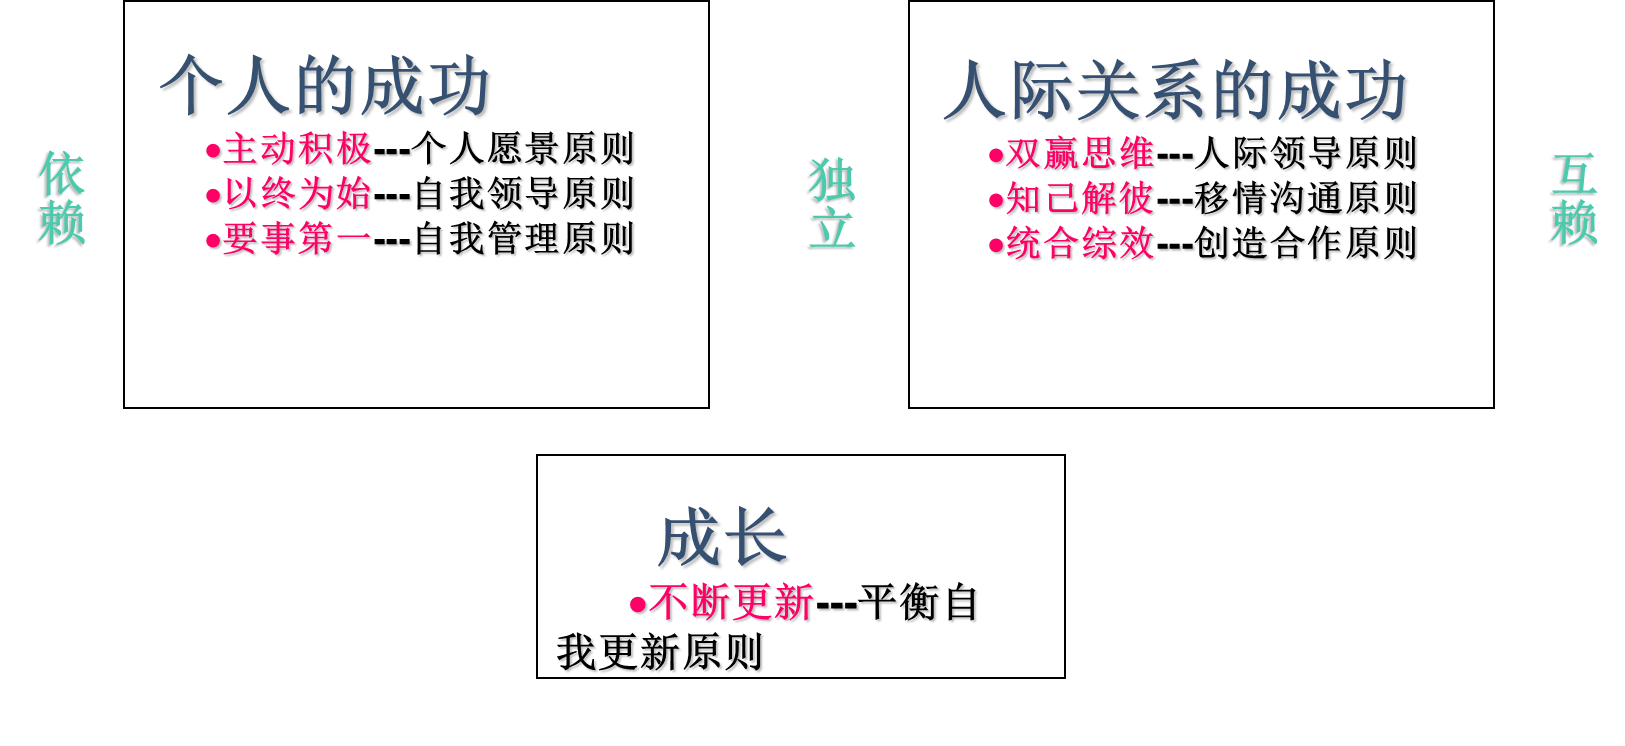 依赖
个人的成功
•主动积极---个人愿景原则
•以终为始---自我领导原则
•要事第一---自我管理原则
独立
人际关系的成功
•双赢思维---人际领导原则
•知己解彼---移情沟通原则
•统合综效---创造合作原则
互赖
成长
•不断更新---平衡自
我更新原则